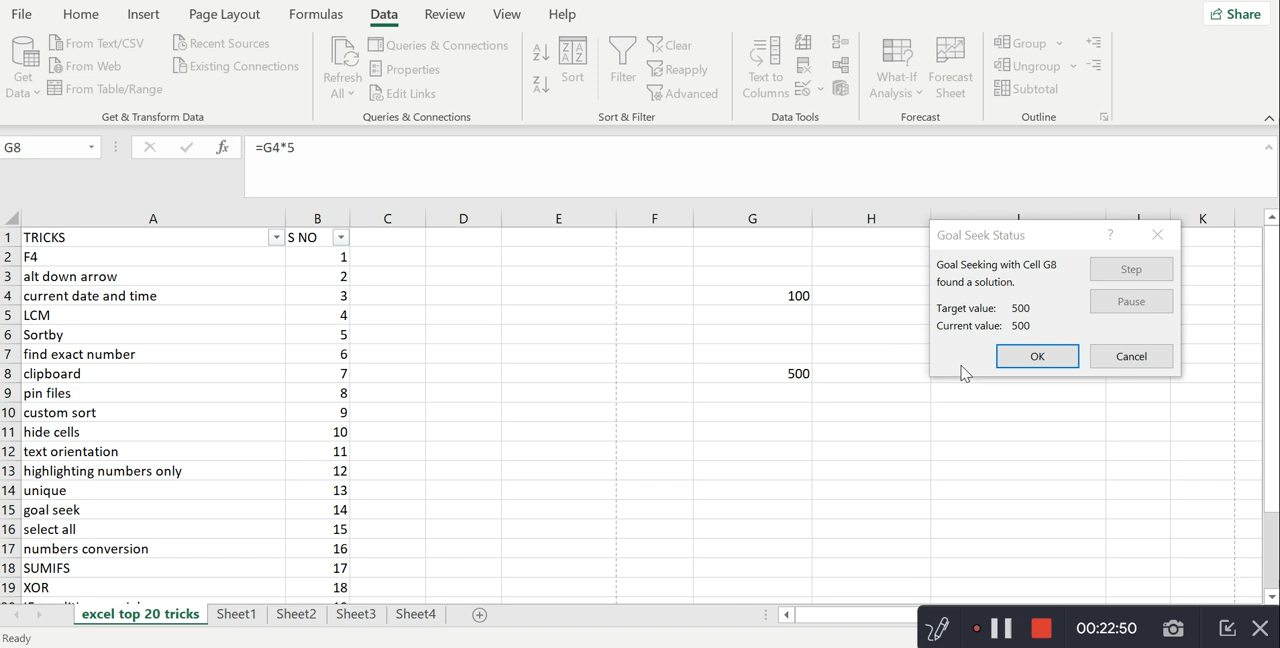 File Home Insert Page Layout Formulas Data Review View Help Share
Get Data
From Text/CSV
From Web
From Table/Range
Recent Sources
Existing Connections
Get & Transform Data
Refresh All
Queries & Connections
Properties
Edit Links
Queries & Connections
Sort
Filter
Clear
Reapply
Advanced
Sort & Filter
Text to Columns
Data Tools
What-If Analysis
Forecast Sheet
Forecast
Group
Ungroup
Subtotal
Outline
G8 fx =G4*5
A B C D E F G H K
1 TRICKS S NO
2 F4 1
3 alt down arrow 2
4 current date and time 3 100
5 LCM 4
6 Sortby 5
7 find exact number 6
8 clipboard 7 500
9 pin files 8
10 custom sort 9
11 hide cells 10
12 text orientation 11
13 highlighting numbers only 12
14 unique 13
15 goal seek 14
16 select all 15
17 numbers conversion 16
18 SUMIFS 17
19 XOR 18
Goal Seek Status ?
Goal Seeking with Cell G8
found a solution.
Target value: 500
Current value: 500
Step
Pause
OK Cancel
excel top 20 tricks Sheet1 Sheet2 Sheet3 Sheet4
Ready
00:22:50